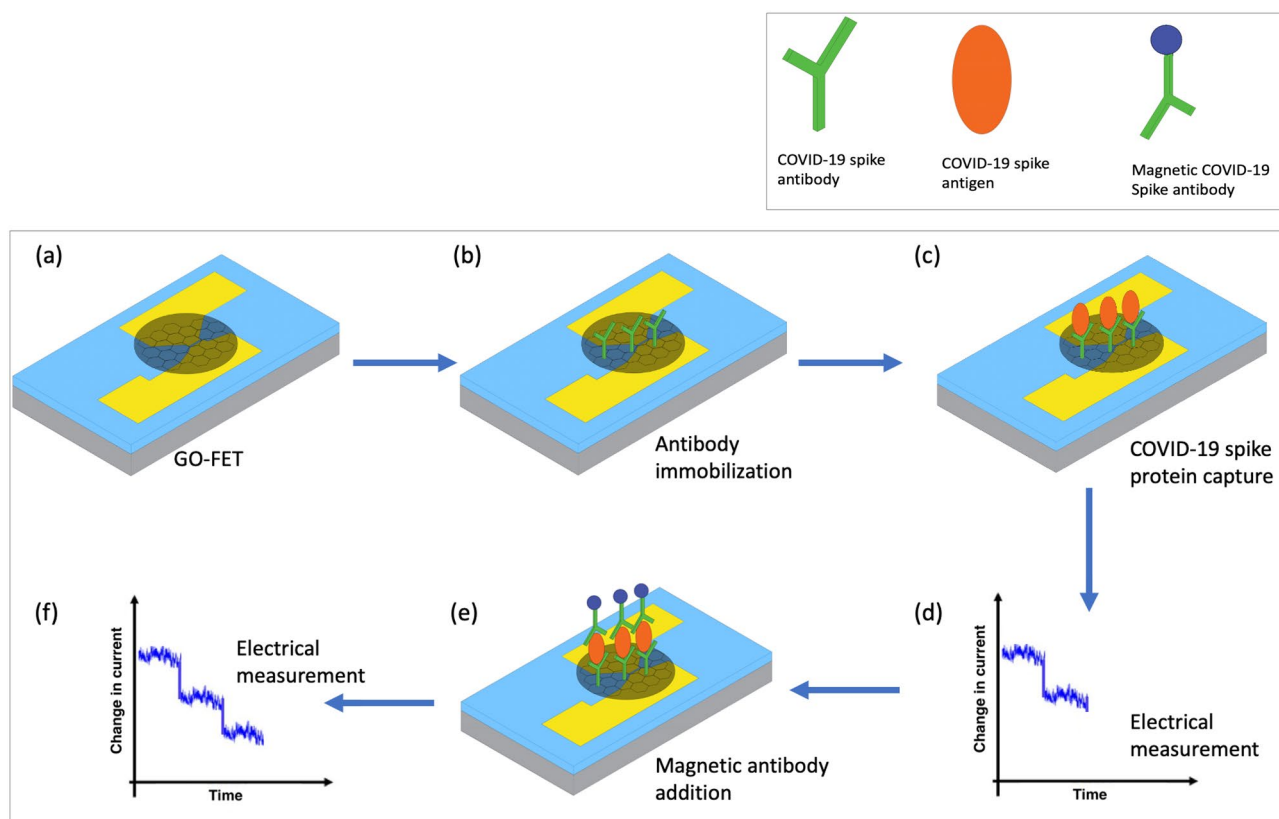 COVID-19 spike
antibody
COVID-19 spike
antigen
Magnetic COVID-19
Spike antibody
(a)
GO-FET
(b)
Antibody
immobilization
(c)
COVID-19 spike
protein capture
(f)
Change in current
Time
Electrical
measurement
(e)
Magnetic antibody
addition
(d)
Change in current
Time
Electrical
measurement